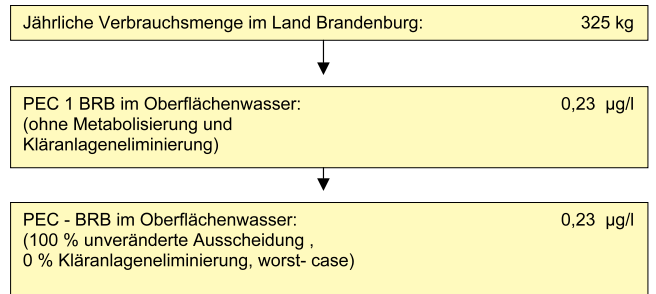 Jährliche Verbrauchsmenge im Land Brandenburg: 325 kg
PEC 1 BRB im Oberflächenwasser: 0,23 µg/l
(ohne Metabolisierung und
Kläranlageneliminierung)
PEC - BRB im Oberflächenwasser: 0,23 µg/l
(100 % unveränderte Ausscheidung ,
0 % Kläranlageneliminierung, worst- case)